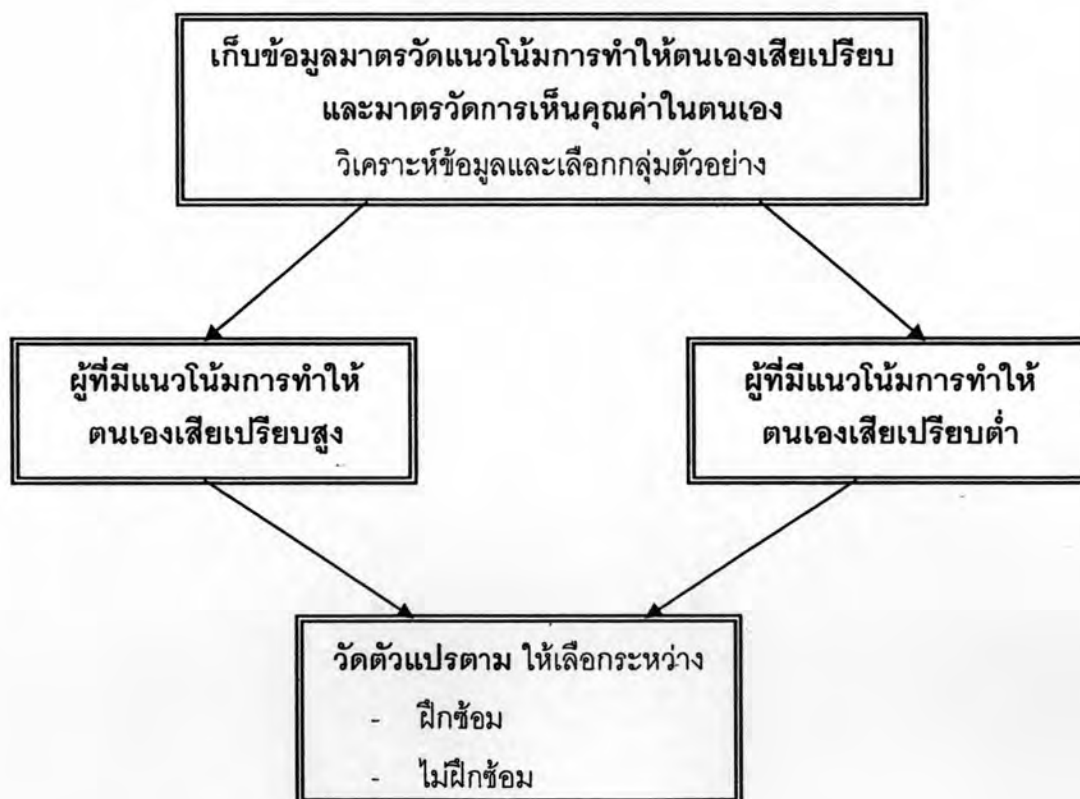 เก็บข้อมูลมาตรวัดแนวโน้มการทำให้ตนเองเสียเปรียบ
และมาตรวัดการเห็นคุณค่าในตนเอง
วิเคราะห์ข้อมูลและเลือกกลุ่มตัวอย่าง
ผู้ที่มีแนวโน้มการทำให้
ตนเองเสียเปรียบสูง
ผู้ที่มีแนวโน้มการทำให้
ตนเองเสียเปรียบต่ำ
วัดตัวแปรตาม ให้เลือกระหว่าง
- ฝึกซ้อม
- ไม่ฝึกซ้อม